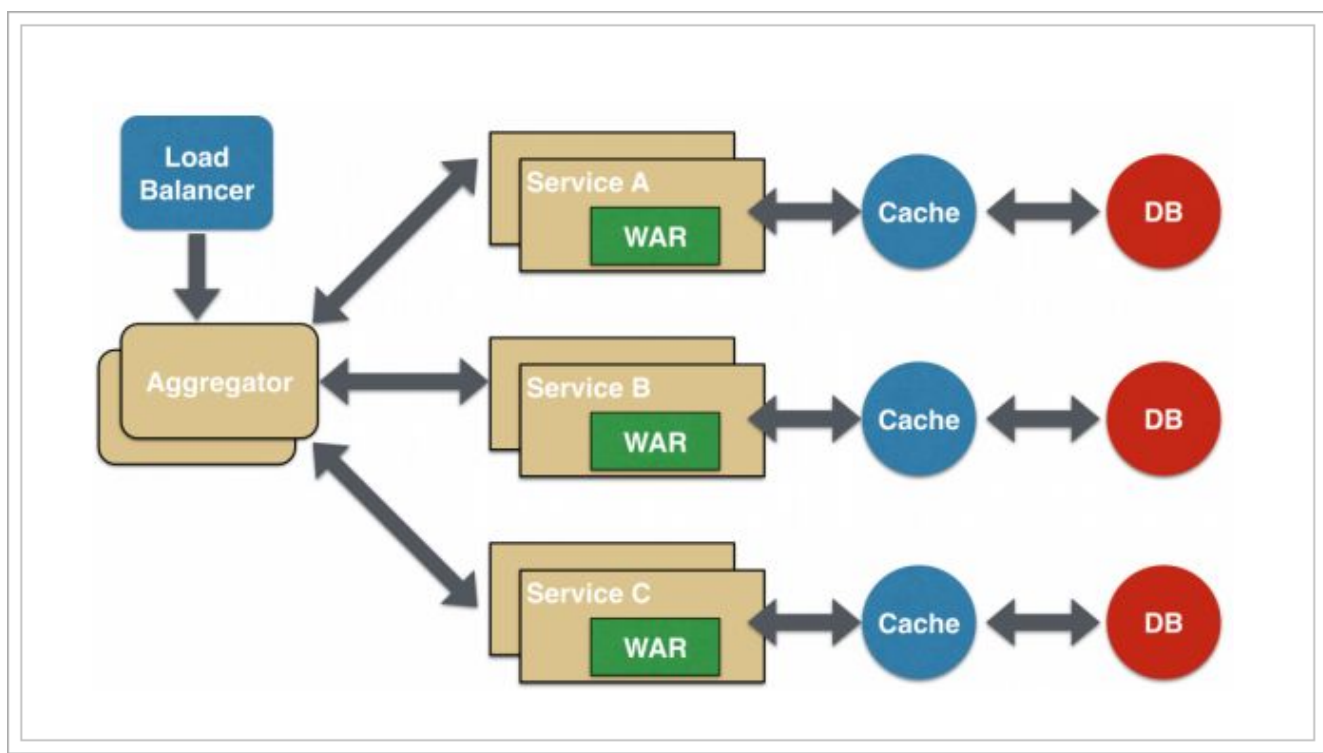 Load
Balancer
Aggregator
Service A
WAR
Cache
DB
Service B
WAR
Cache
DB
Service C
WAR
Cache
DB